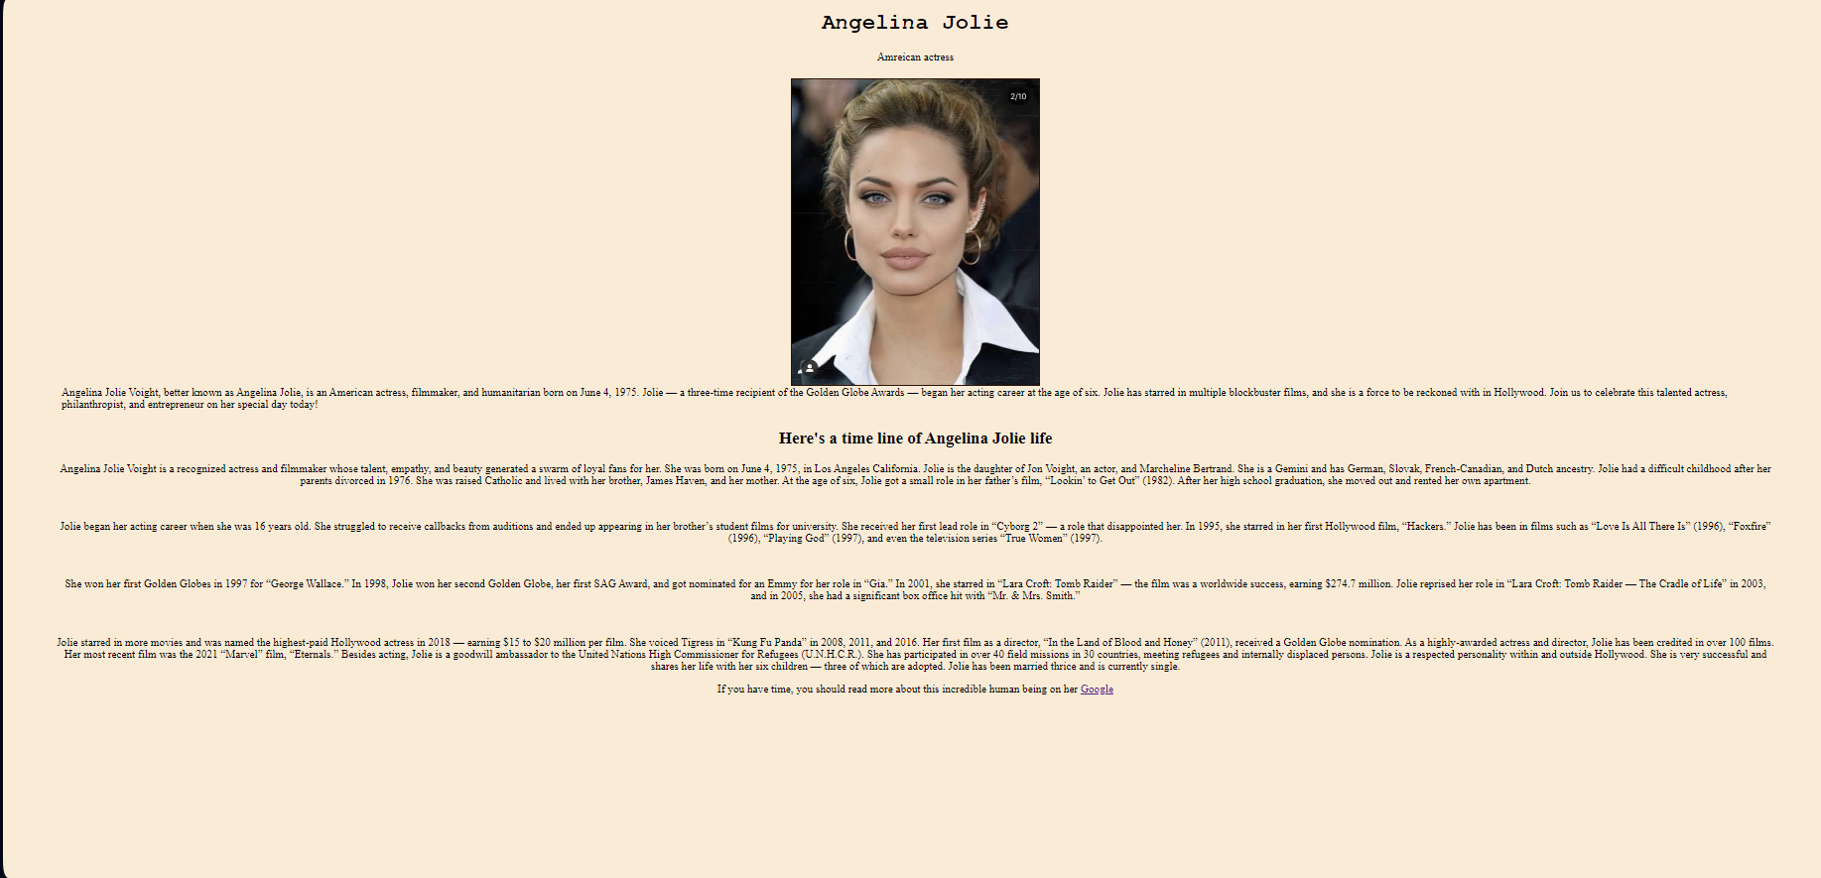 Angelina Jolie
Amreican actress
2/10
Angelina Jolie Voight, better known as Angelina Jolie, is an American actress, filmmaker, and humanitarian born on June 4, 1975. Jolie — a three-time recipient of the Golden Globe Awards — began her acting career at the age of six. Jolie has starred in multiple blockbuster films, and she is a force to be reckoned with in Hollywood. Join us to celebrate this talented actress,
philanthropist, and entrepreneur on her special day today!
Here's a time line of Angelina Jolie life
Angelina Jolie Voight is a recognized actress and filmmaker whose talent, empathy, and beauty generated a swarm of loyal fans for her. She was born on June 4, 1975, in Los Angeles California. Jolie is the daughter of Jon Voight, an actor, and Marcheline Bertrand. She is a Gemini and has German, Slovak, French-Canadian, and Dutch ancestry. Jolie had a difficult childhood after her
parents divorced in 1976. She was raised Catholic and lived with her brother, James Haven, and her mother. At the age of six, Jolie got a small role in her father’s film, “Lookin’ to Get Out” (1982). After her high school graduation, she moved out and rented her own apartment.
Jolie began her acting career when she was 16 years old. She struggled to receive callbacks from auditions and ended up appearing in her brother’s student films for university. She received her first lead role in “Cyborg 2” — a role that disappointed her. In 1995, she starred in her first Hollywood film, “Hackers.” Jolie has been in films such as “Love Is All There Is” (1996), “Foxfire”
(1996), “Playing God” (1997), and even the television series “True Women” (1997).
She won her first Golden Globes in 1997 for “George Wallace.” In 1998, Jolie won her second Golden Globe, her first SAG Award, and got nominated for an Emmy for her role in “Gia.” In 2001, she starred in “Lara Croft: Tomb Raider” — the film was a worldwide success, earning $274.7 million. Jolie reprised her role in “Lara Croft: Tomb Raider — The Cradle of Life” in 2003,
and in 2005, she had a significant box office hit with “Mr. & Mrs. Smith.”
Jolie starred in more movies and was named the highest-paid Hollywood actress in 2018 — earning $15 to $20 million per film. She voiced Tigress in “Kung Fu Panda” in 2008, 2011, and 2016. Her first film as a director, “In the Land of Blood and Honey” (2011), received a Golden Globe nomination. As a highly-awarded actress and director, Jolie has been credited in over 100 films.
Her most recent film was the 2021 “Marvel” film, “Eternals.” Besides acting, Jolie is a goodwill ambassador to the United Nations High Commissioner for Refugees (U.N.H.C.R.). She has participated in over 40 field missions in 30 countries, meeting refugees and internally displaced persons. Jolie is a respected personality within and outside Hollywood. She is very successful and
shares her life with her six children — three of which are adopted. Jolie has been married thrice and is currently single.
If you have time, you should read more about this incredible human being on her Google